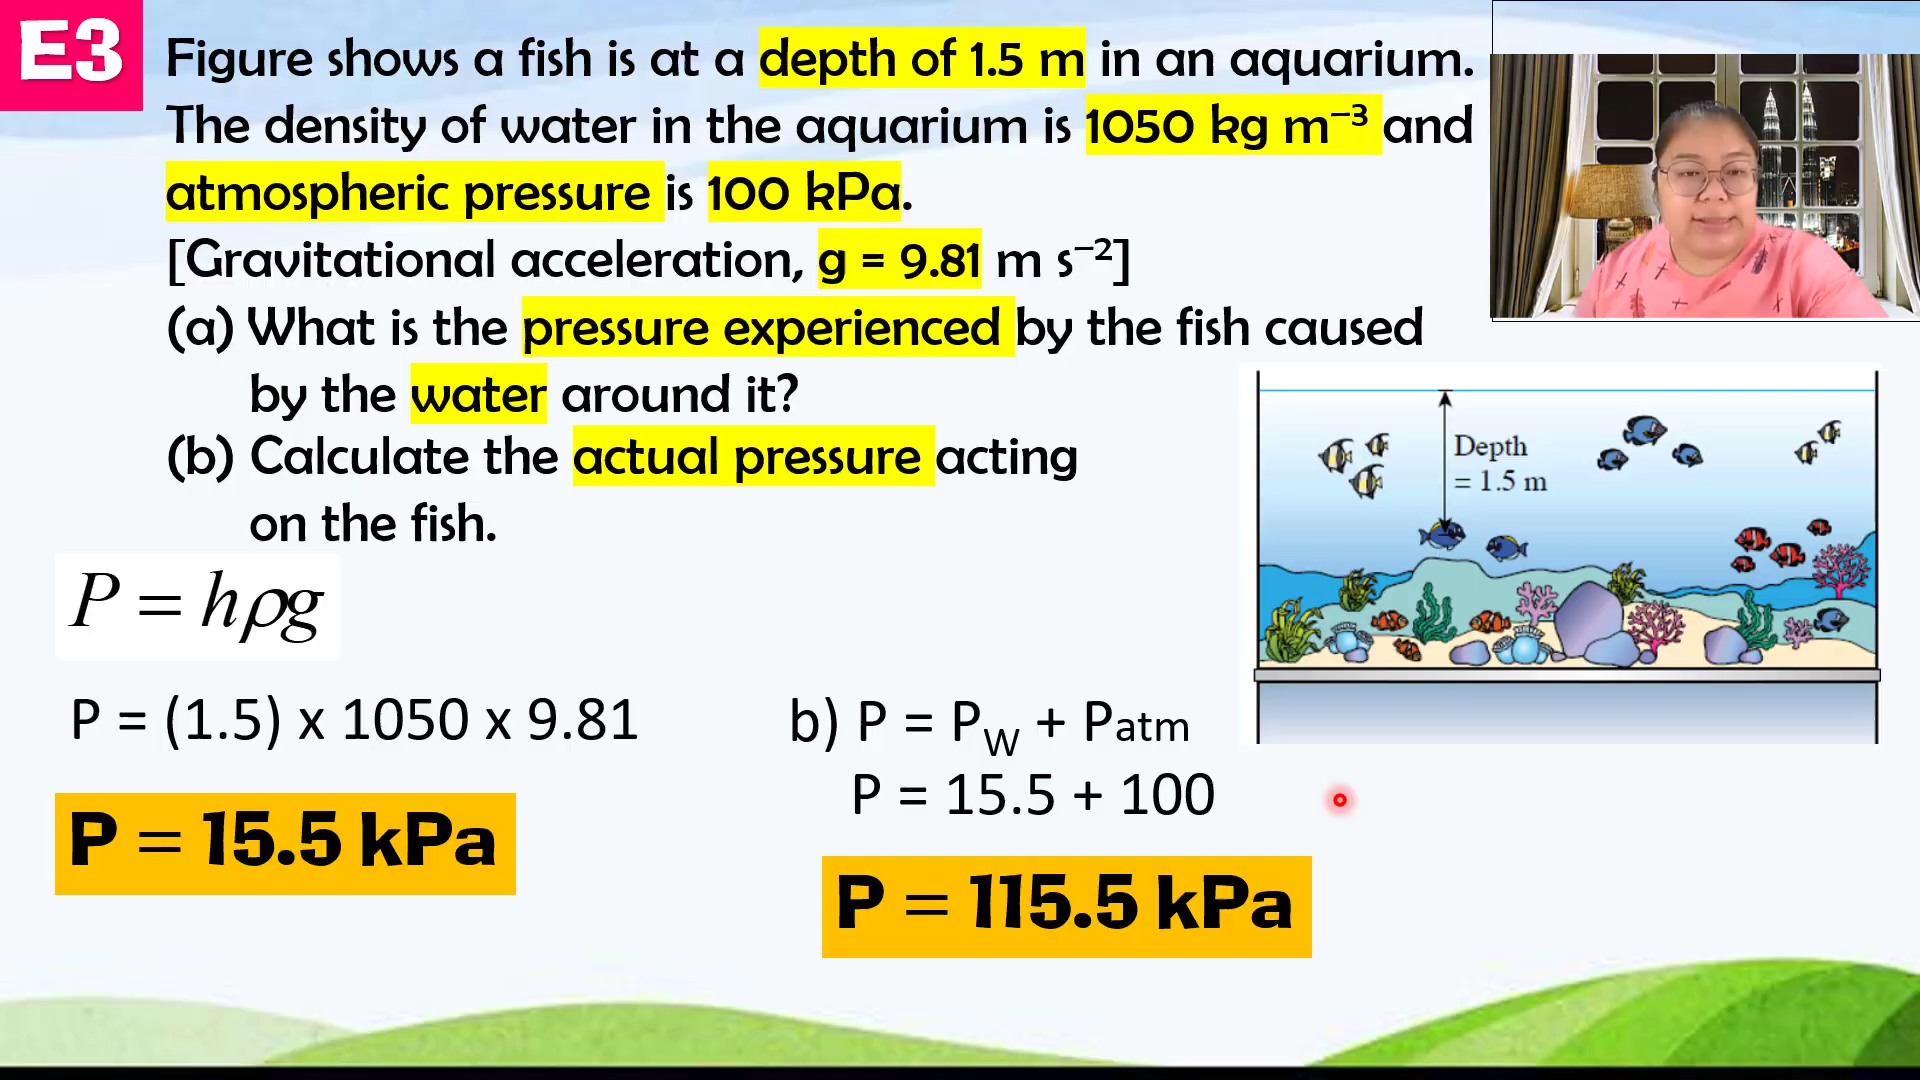 E3
Figure shows a fish is at a depth of 1.5 m in an aquarium.
The density of water in the aquarium is 1050 kg m⁻³ and
atmospheric pressure is 100 kPa.
[Gravitational acceleration, g = 9.81 m s⁻²]
(a) What is the pressure experienced by the fish caused
by the water around it?
(b) Calculate the actual pressure acting
on the fish.
Depth
= 1.5 m
P = hρg
P = (1.5) x 1050 x 9.81
P = 15.5 kPa
b) P = P_W + Patm
P = 15.5 + 100
P = 115.5 kPa